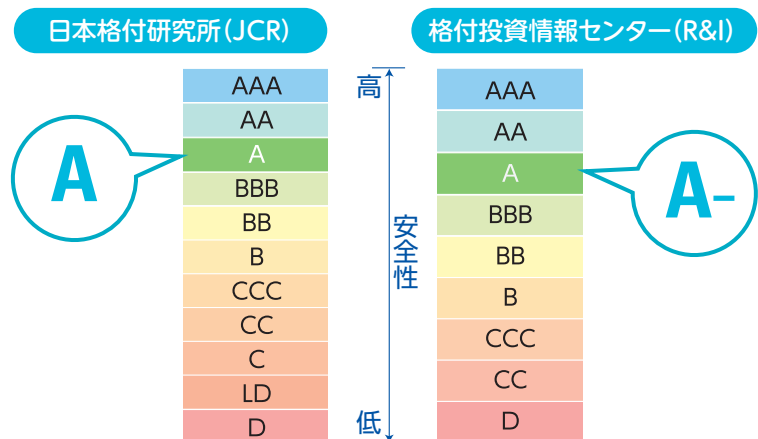 日本格付研究所(JCR)
AAA
AA
A
BBB
BB
B
CCC
CC
C
LD
D
A
高
安全性
低
格付投資情報センター(R&I)
AAA
AA
A
BBB
BB
B
CCC
CC
D
A-